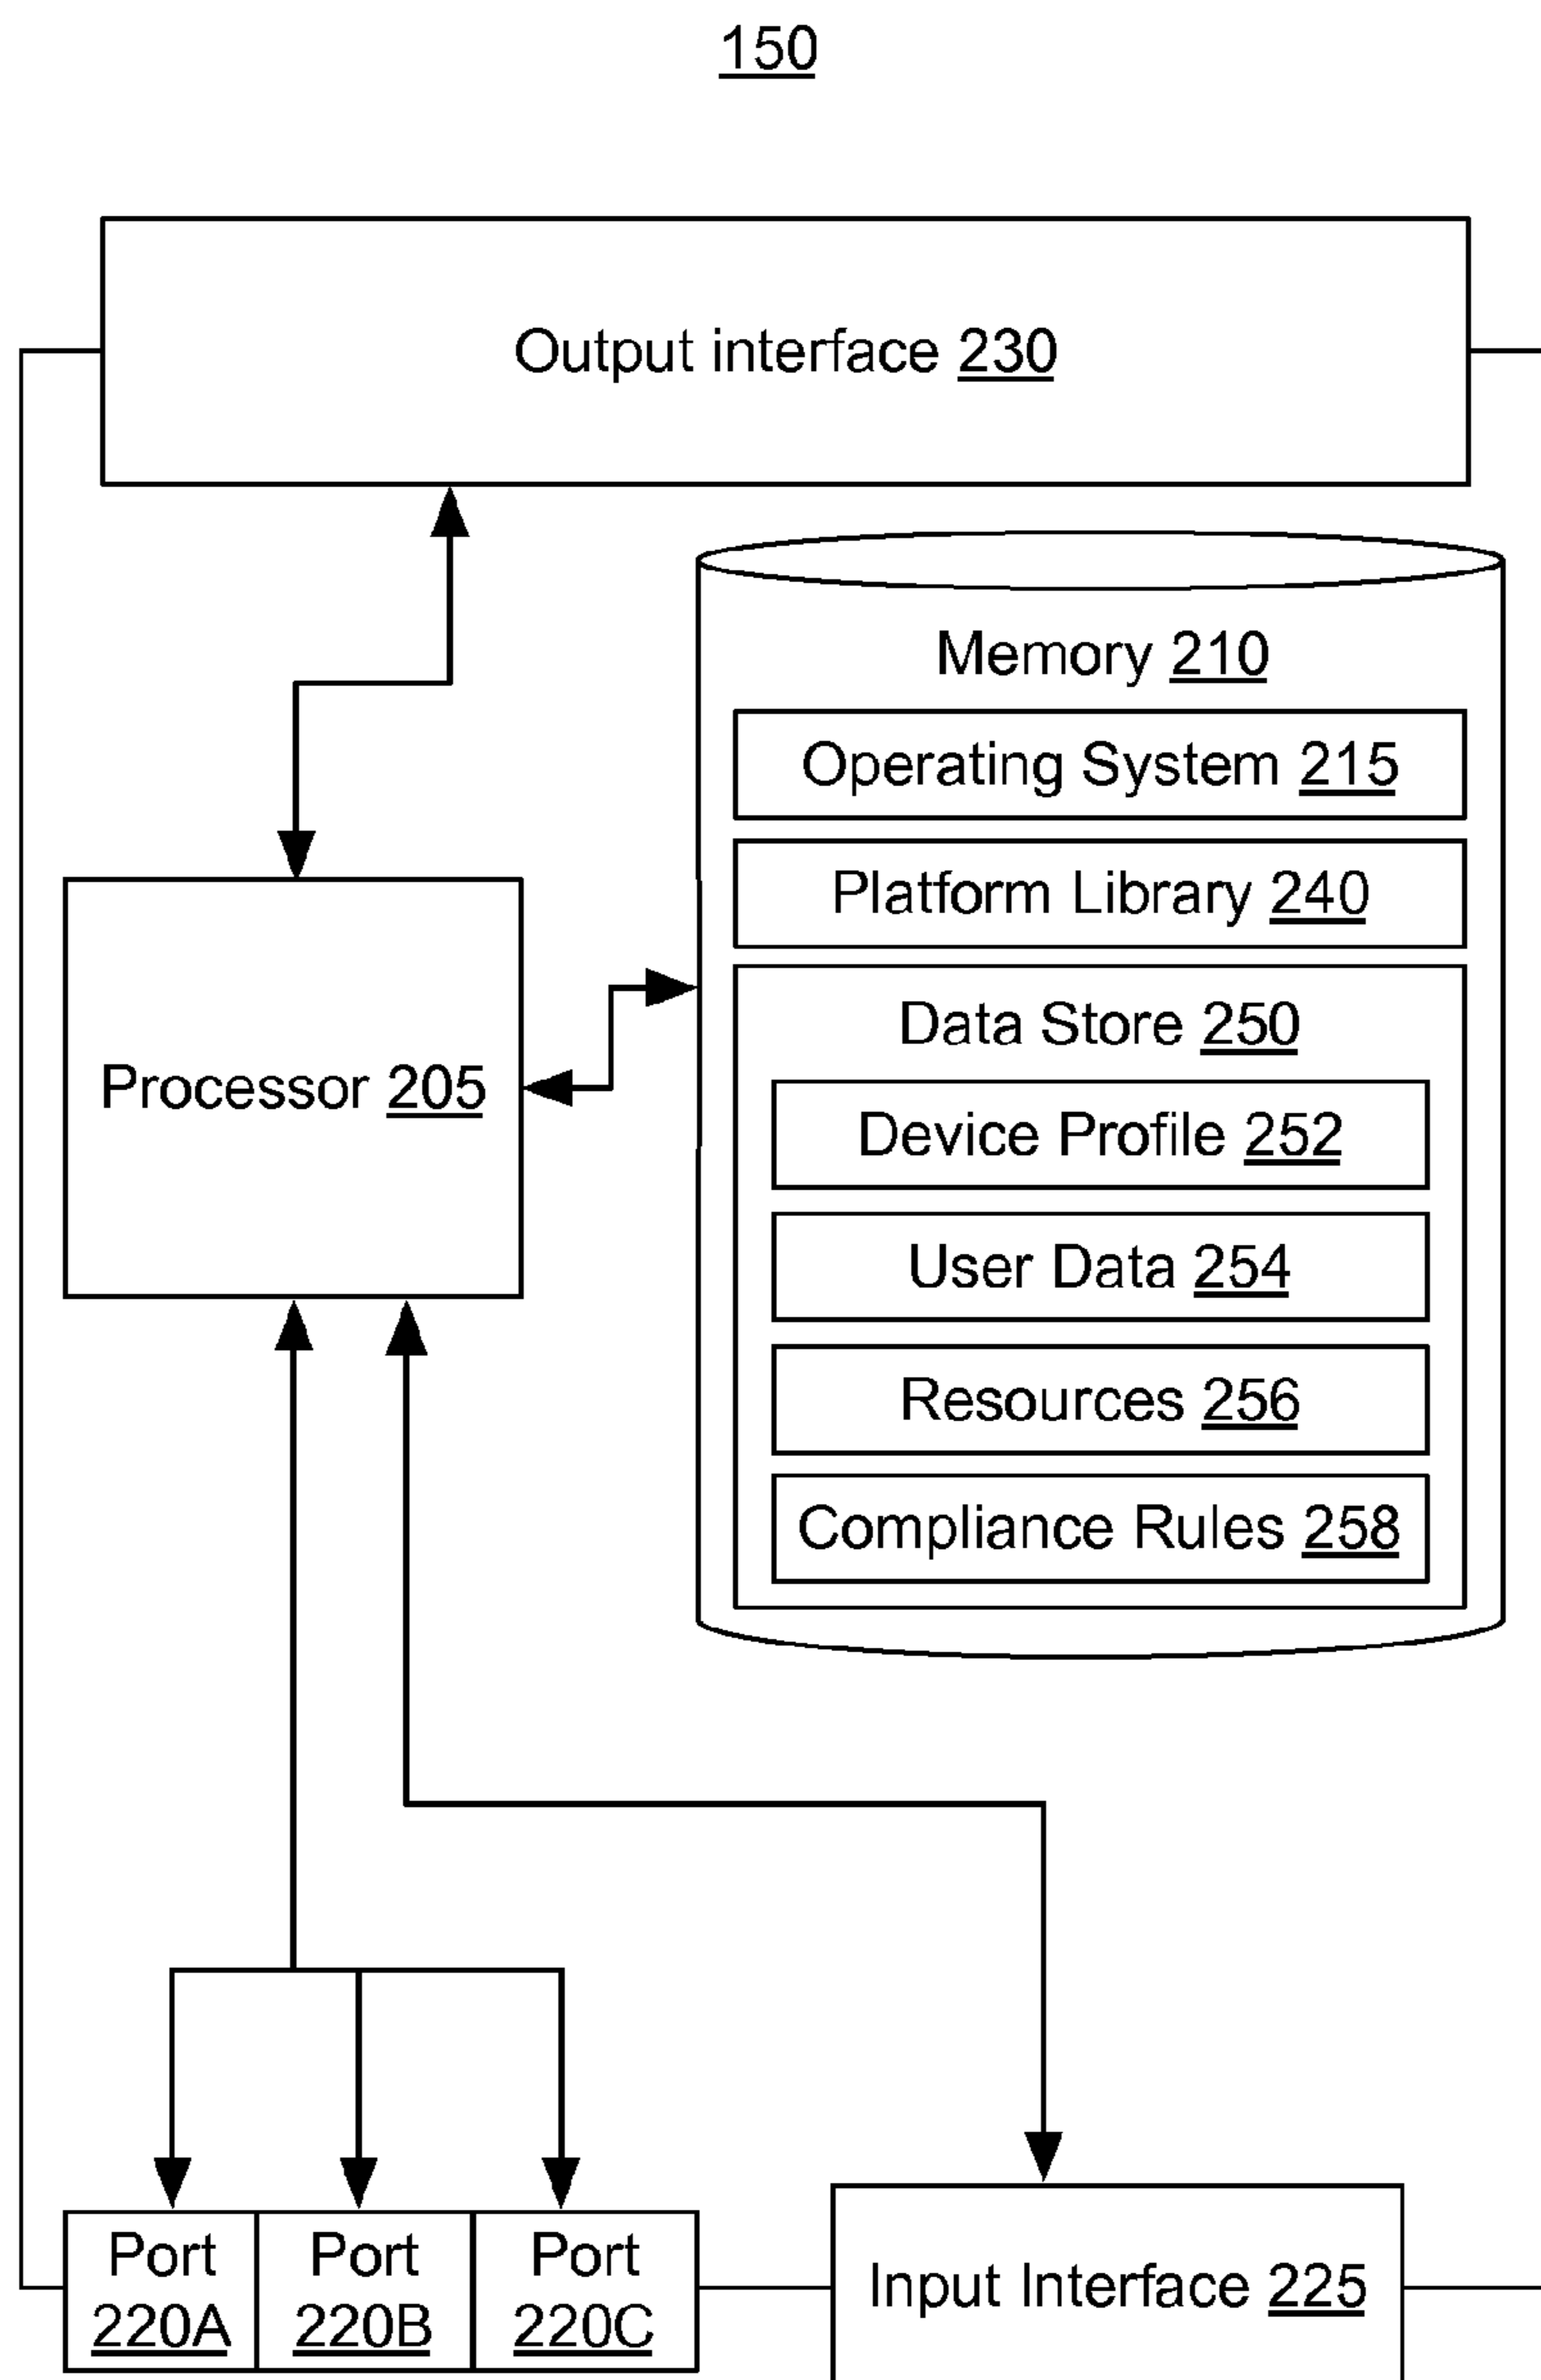 150
Output interface 230
Memory 210
Operating System 215
Platform Library 240
Data Store 250
Processor 205
Device Profile 252
User Data 254
Resources 256
Compliance Rules 258
Port 220A
Port 220B
Port 220C
Input Interface 225